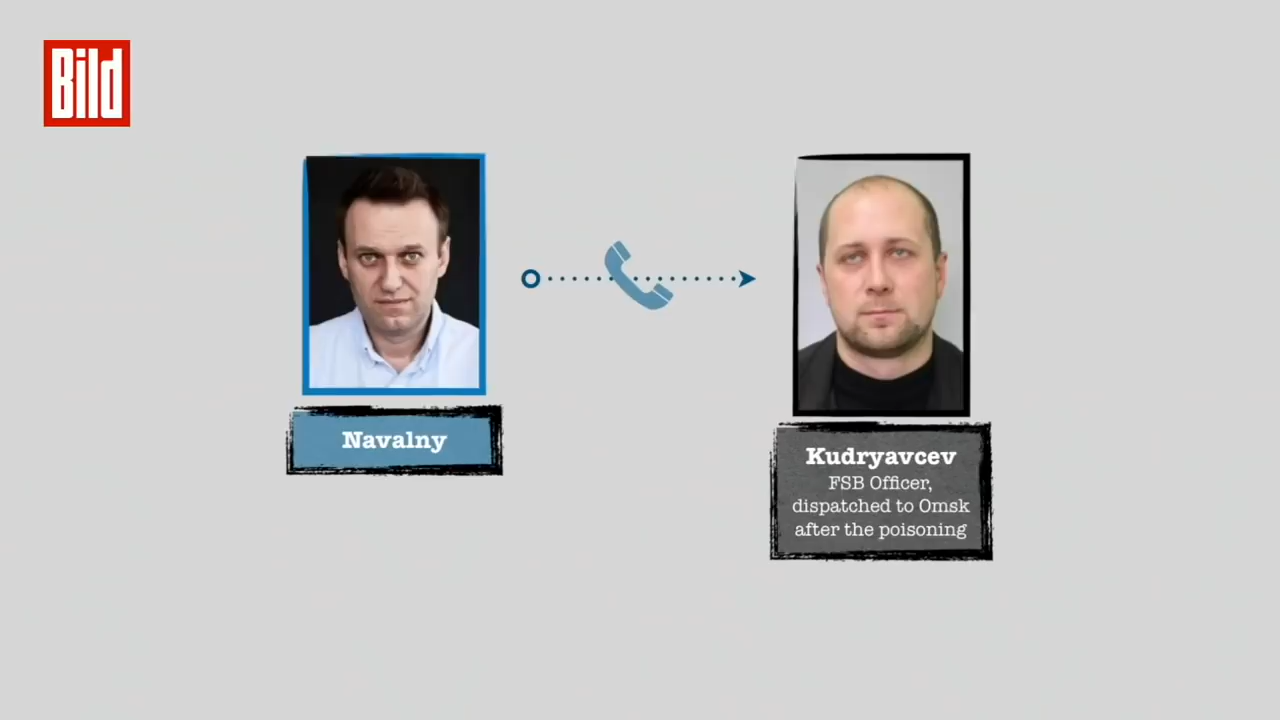 Bild
Navalny
Kudryavcev
FSB Officer,
dispatched to Omsk
after the poisoning